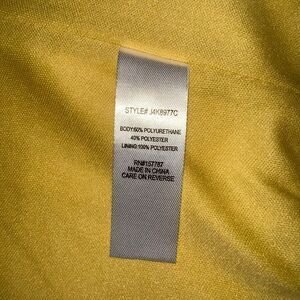 STYLE# J4K8977C
BODY:60% POLYURETHANE
40% POLYESTER
LINING:100% POLYESTER
RN#157787
MADE IN CHINA
CARE ON REVERSE